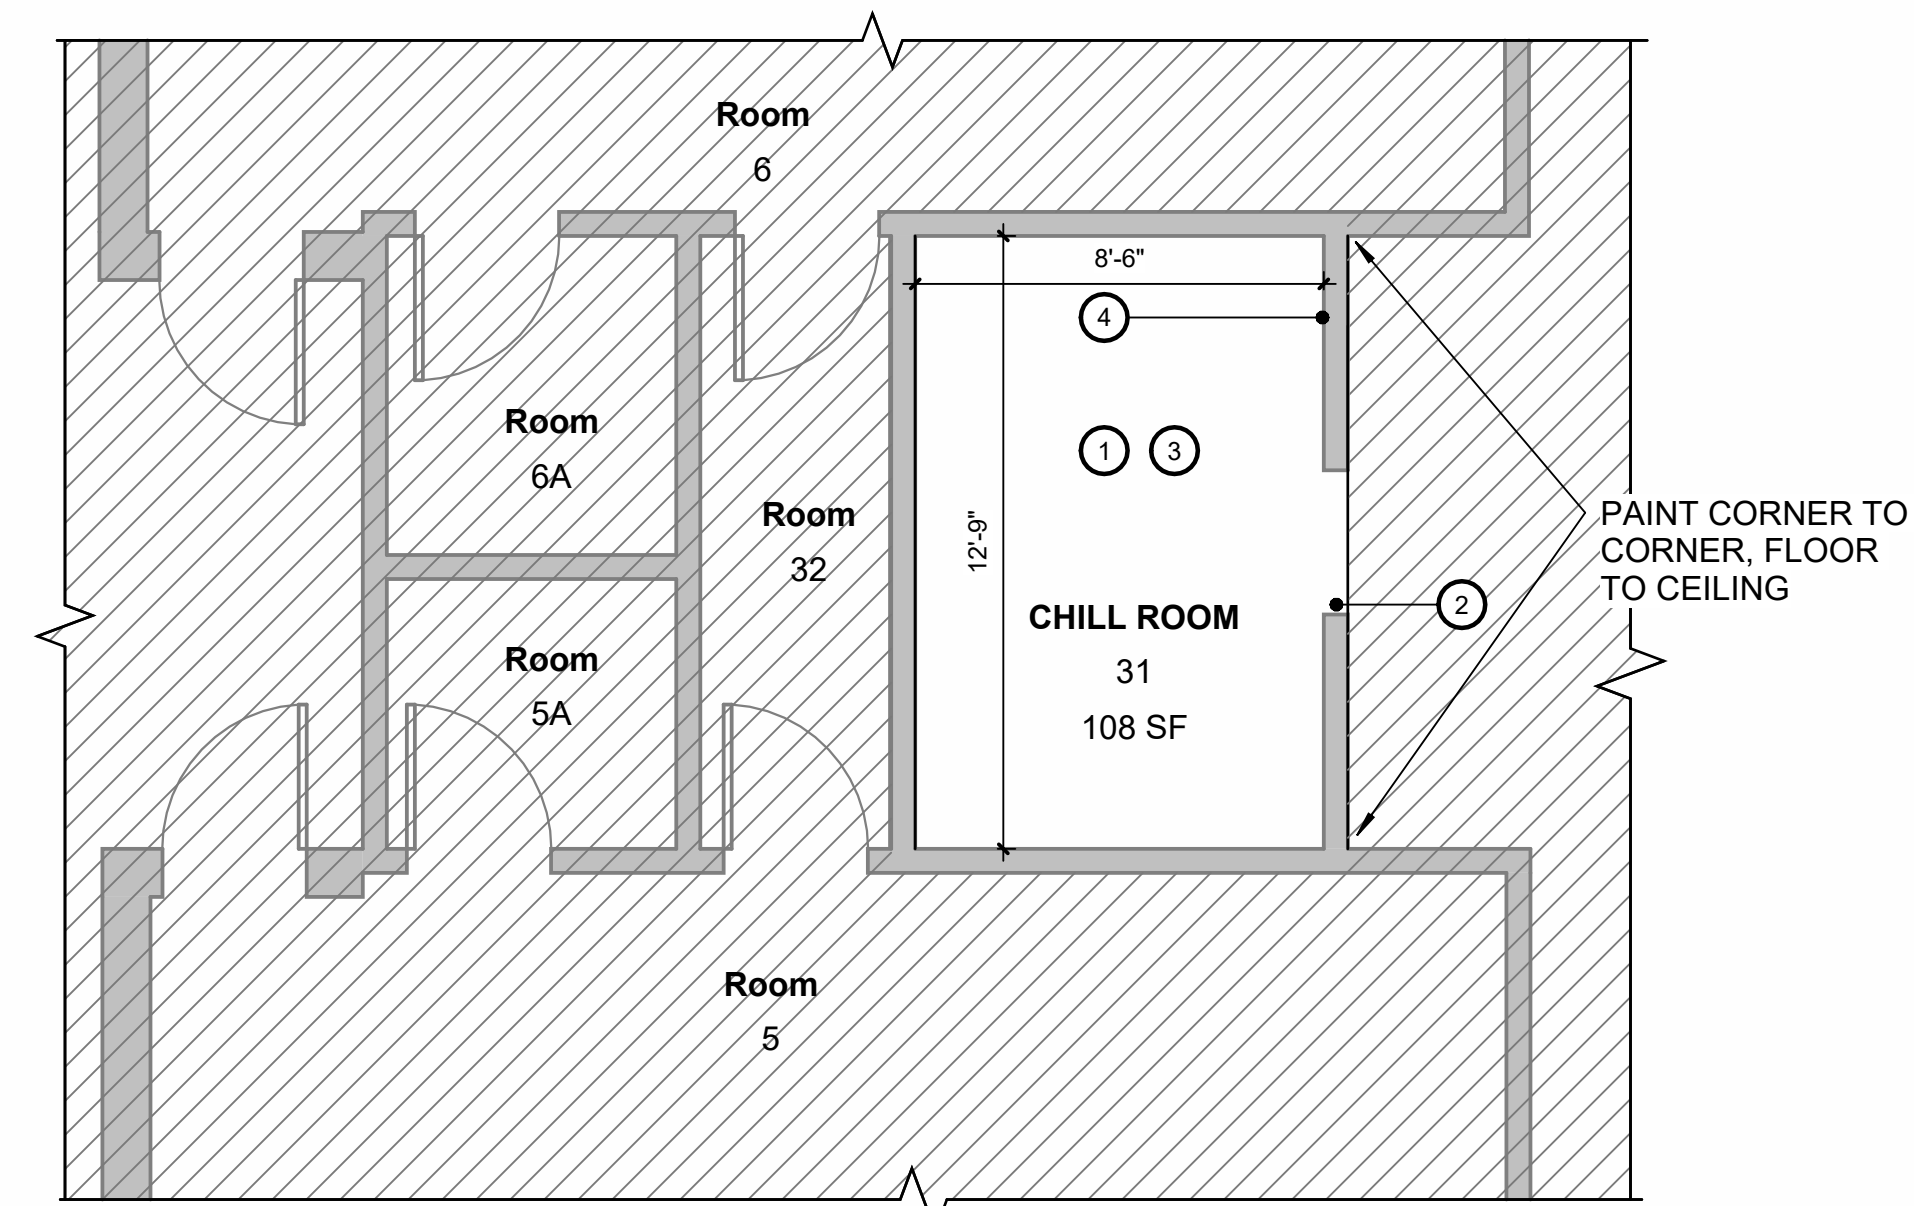 Room
6
8'-6"
4
Room
6A
1
3
Room
32
12'-9"
PAINT CORNER TO
CORNER, FLOOR
TO CEILING
2
CHILL ROOM
31
108 SF
Room
5A
Room
5